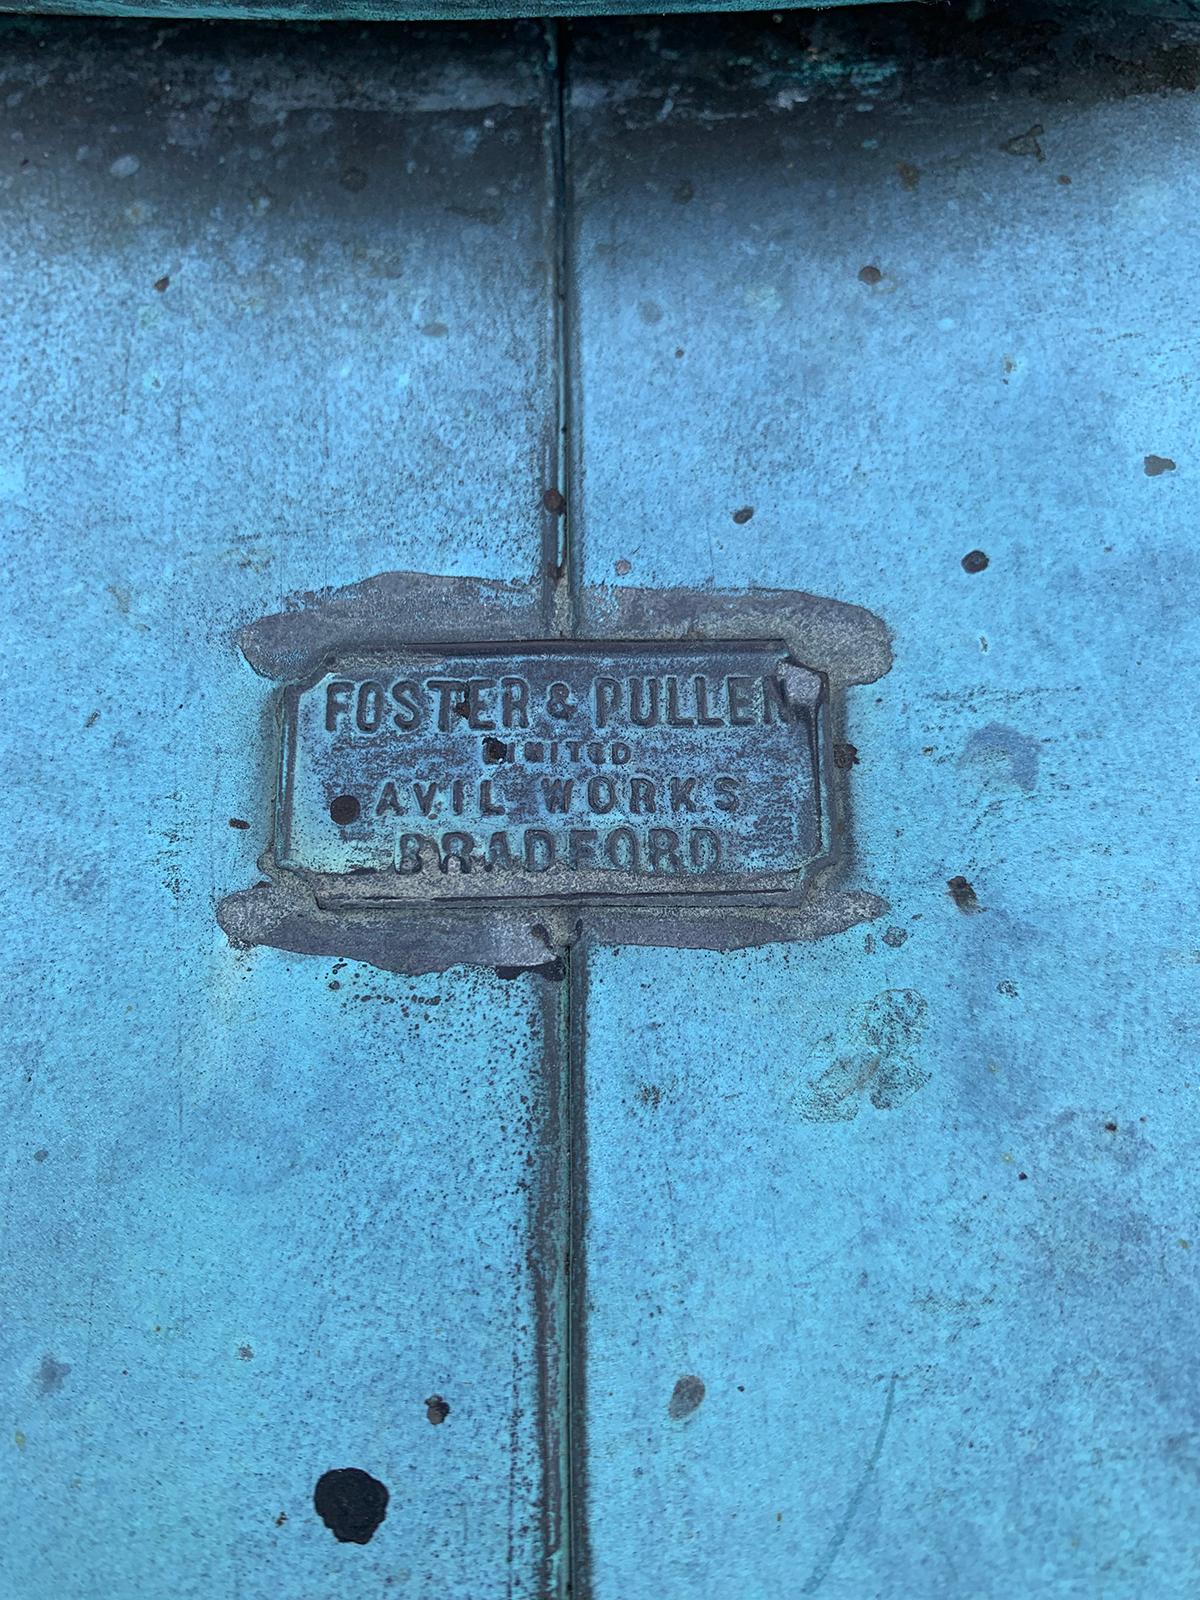 FOSTER & PULLEN
LIMITED
AVIL WORKS
BRADFORD